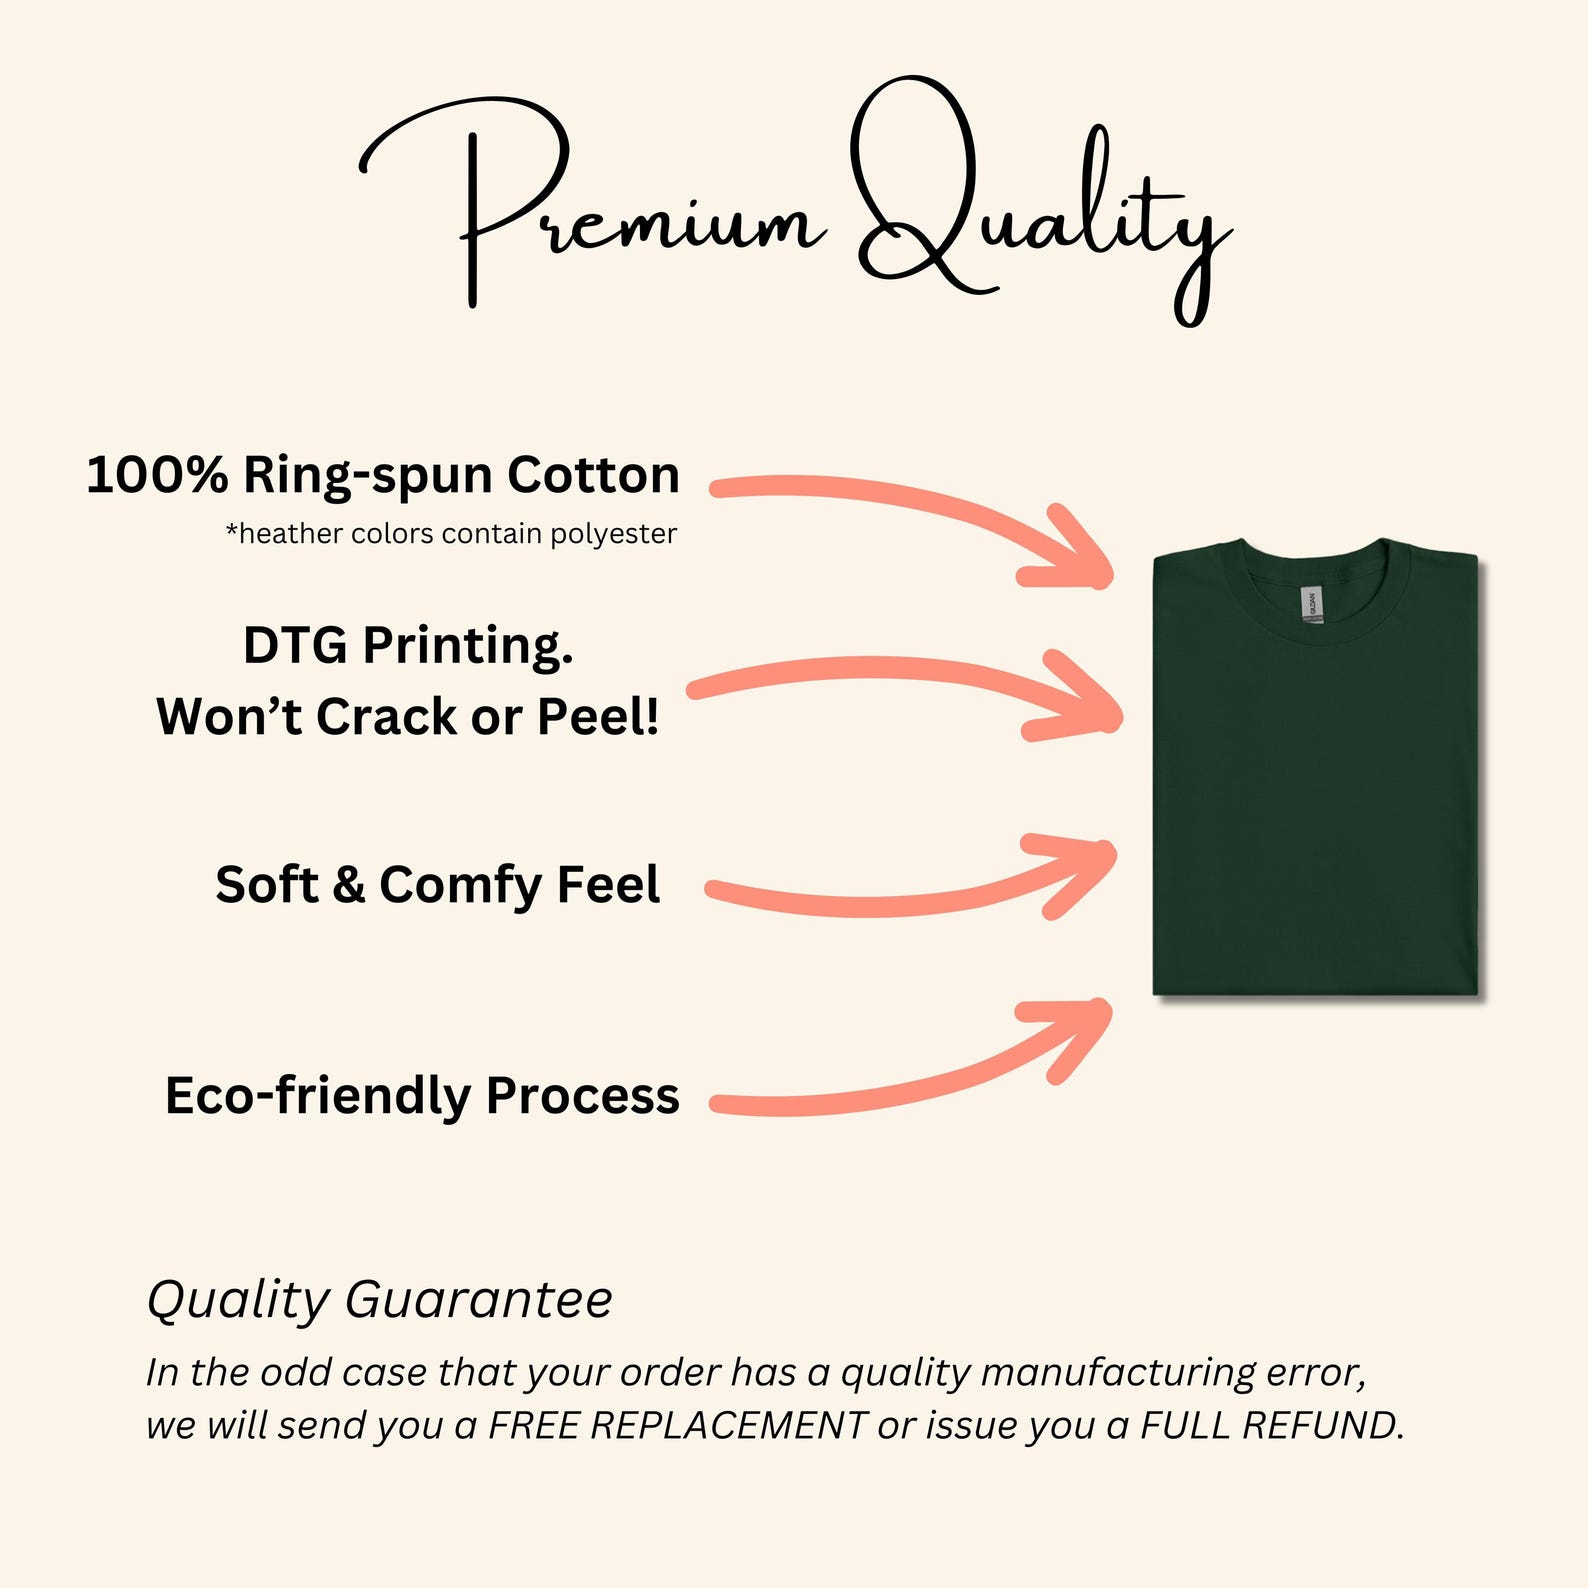 Premium Quality
100% Ring-spun Cotton
*heather colors contain polyester
DTG Printing.
Won’t Crack or Peel!
Soft & Comfy Feel
Eco-friendly Process
GILDAN
Quality Guarantee
In the odd case that your order has a quality manufacturing error,
we will send you a FREE REPLACEMENT or issue you a FULL REFUND.